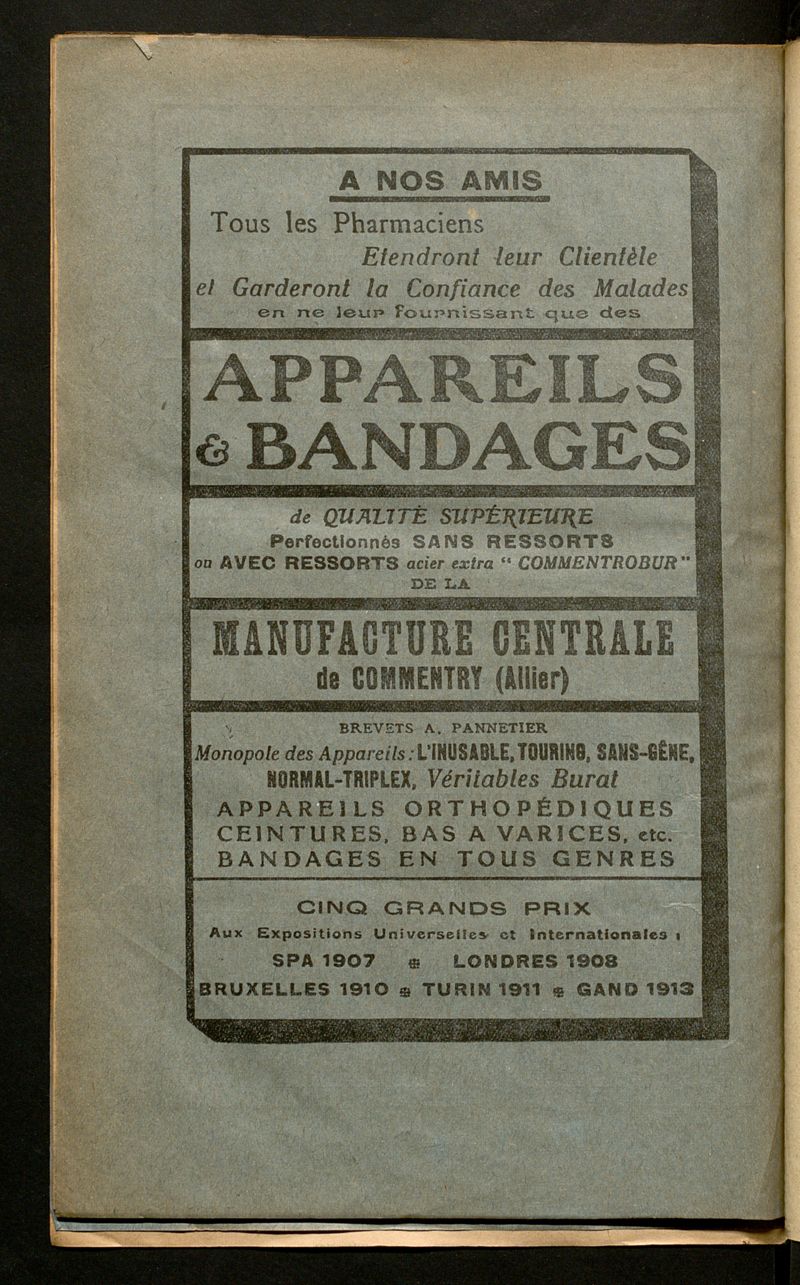 A NOS AMIS
Tous les Pharmaciens
Etendront leur Clientèle
et Garderont la Confiance des Malades
en ne leur Fournissant que des
APPAREILS
& BANDAGES
de QUALITÉ SUPÉRIEURE
Perfectionnés SANS RESSORTS
ou AVEC RESSORTS acier extra “ COMMENTROBUR ”
DE LA
MANUFACTURE CENTRALE
de COMMENTRY (Allier)
BREVETS A. PANNETIER
Monopole des Appareils : L'INUSABLE, TOURING, SANS-GÊNE,
NORMAL-TRIPLEX, Véritables Burat
APPAREILS ORTHOPÉDIQUES
CEINTURES, BAS A VARICES, etc.
BANDAGES EN TOUS GENRES
CINQ GRANDS PRIX
Aux Expositions Universelles et Internationales :
SPA 1907 ⊕ LONDRES 1908
BRUXELLES 1910 ⊕ TURIN 1911 ⊕ GAND 1913